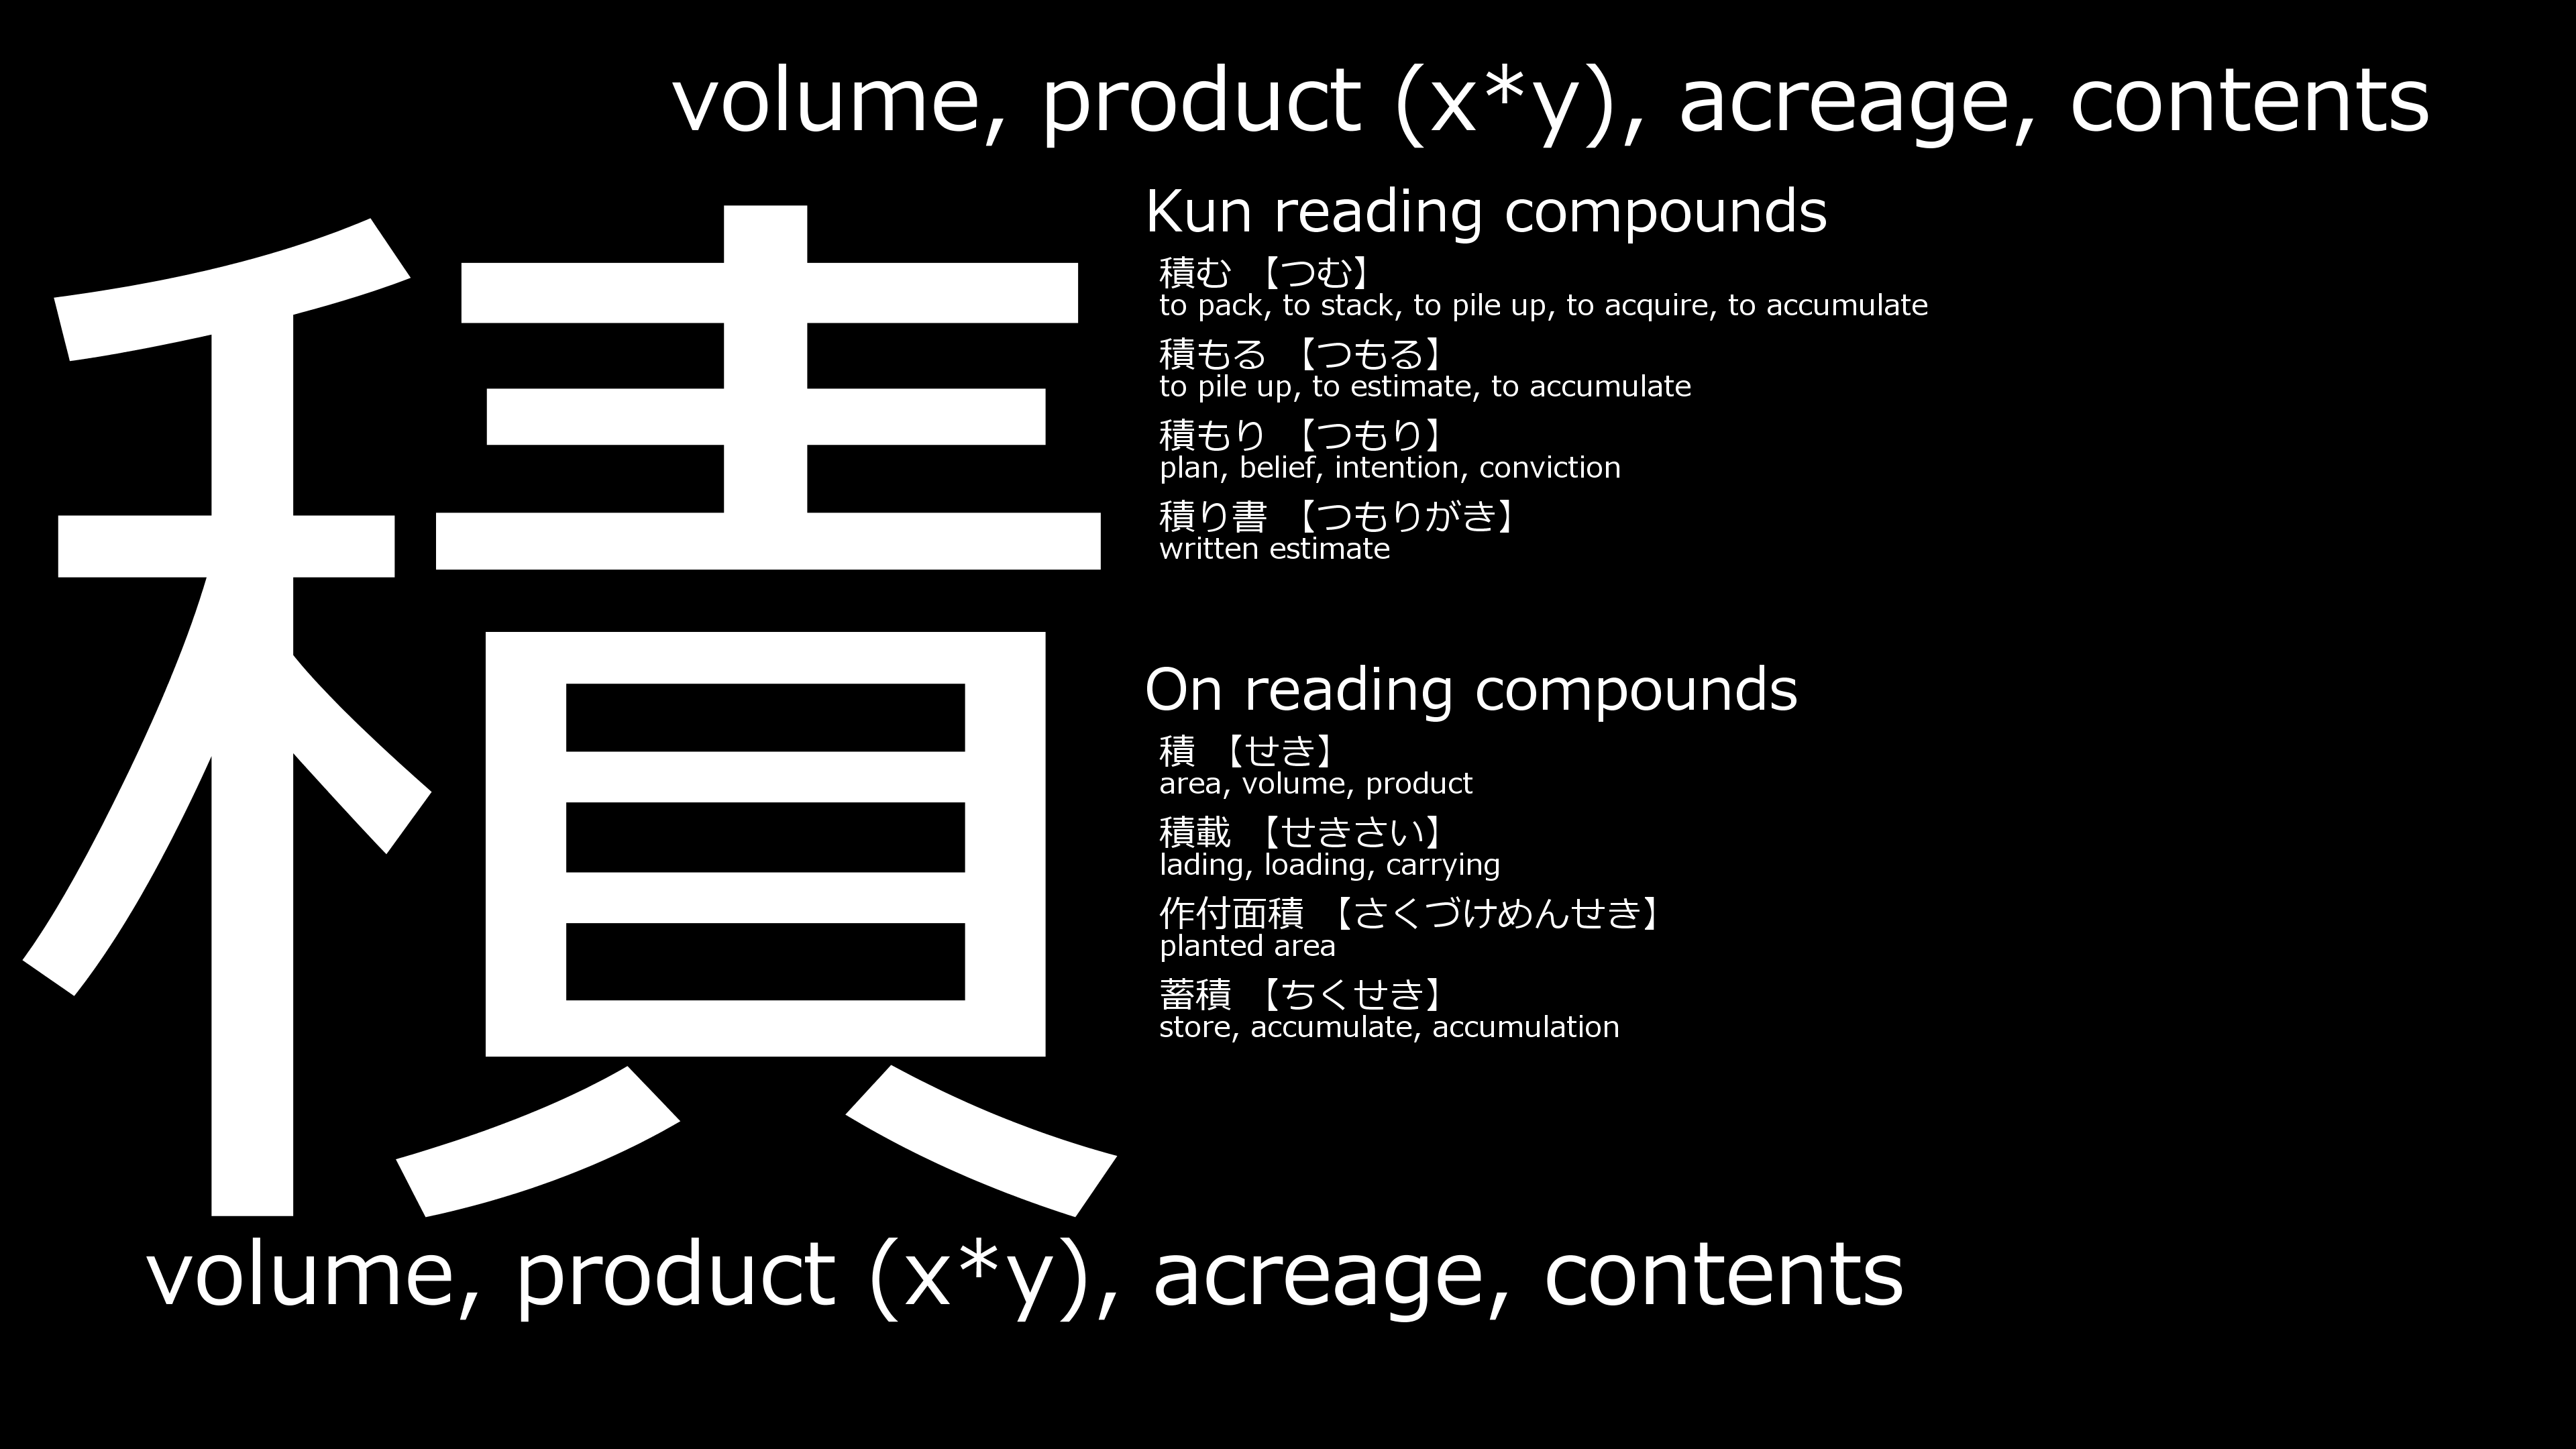 volume, product (x*y), acreage, contents
積
Kun reading compounds
積む 【つむ】
to pack, to stack, to pile up, to acquire, to accumulate
積もる 【つもる】
to pile up, to estimate, to accumulate
積もり 【つもり】
plan, belief, intention, conviction
積り書 【つもりがき】
written estimate
On reading compounds
積 【せき】
area, volume, product
積載 【せきさい】
lading, loading, carrying
作付面積 【さくづけめんせき】
planted area
蓄積 【ちくせき】
store, accumulate, accumulation
volume, product (x*y), acreage, contents